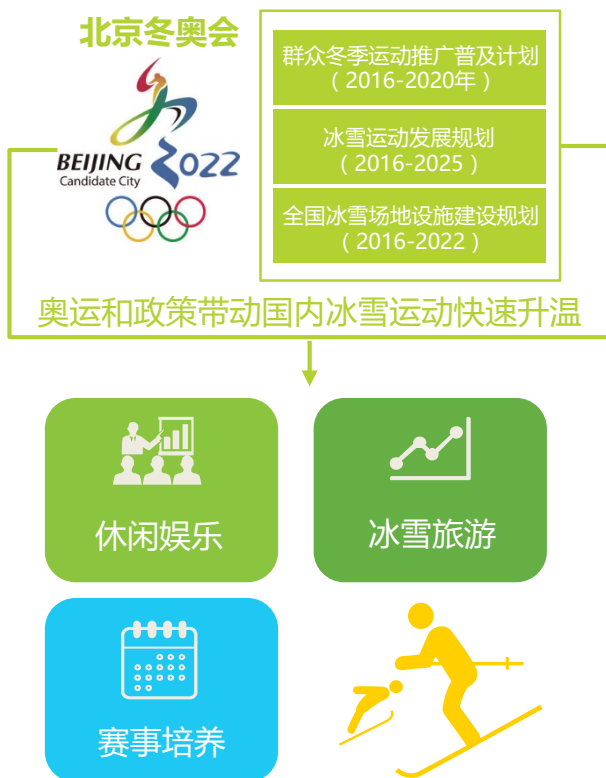 北京冬奥会
BEIJING 2022
Candidate City
群众冬季运动推广普及计划
（2016-2020年）
冰雪运动发展规划
（2016-2025）
全国冰雪场地设施建设规划
（2016-2022）
奥运和政策带动国内冰雪运动快速升温
休闲娱乐
冰雪旅游
赛事培养